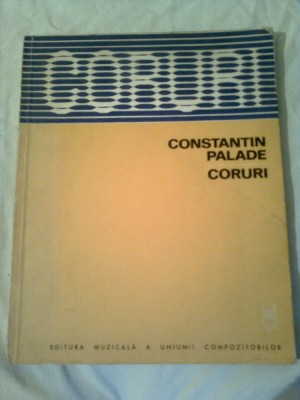 CORURI
CONSTANTIN
PALADE
CORURI
EDITURA MUZICALĂ A UNIUNII COMPOZITORILOR